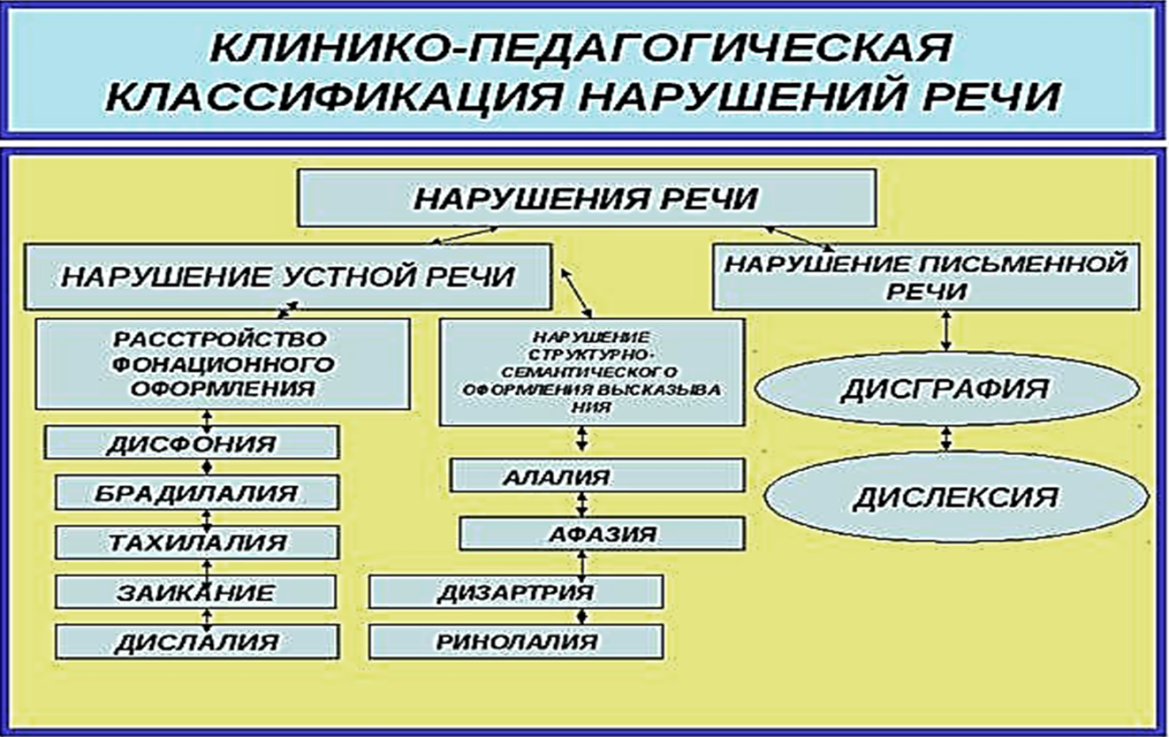 КЛИНИКО-ПЕДАГОГИЧЕСКАЯ
КЛАССИФИКАЦИЯ НАРУШЕНИЙ РЕЧИ
НАРУШЕНИЯ РЕЧИ
НАРУШЕНИЕ УСТНОЙ РЕЧИ
НАРУШЕНИЕ ПИСЬМЕННОЙ
РЕЧИ
РАССТРОЙСТВО
ФОНАЦИОННОГО
ОФОРМЛЕНИЯ
НАРУШЕНИЕ
СТРУКТУРНО-
СЕМАНТИЧЕСКОГО
ОФОРМЛЕНИЯ ВЫСКАЗЫВА
НИЯ
ДИСГРАФИЯ
ДИСФОНИЯ
АЛАЛИЯ
БРАДИЛАЛИЯ
ДИСЛЕКСИЯ
ТАХИЛАЛИЯ
АФАЗИЯ
ЗАИКАНИЕ
ДИЗАРТРИЯ
ДИСЛАЛИЯ
РИНОЛАЛИЯ